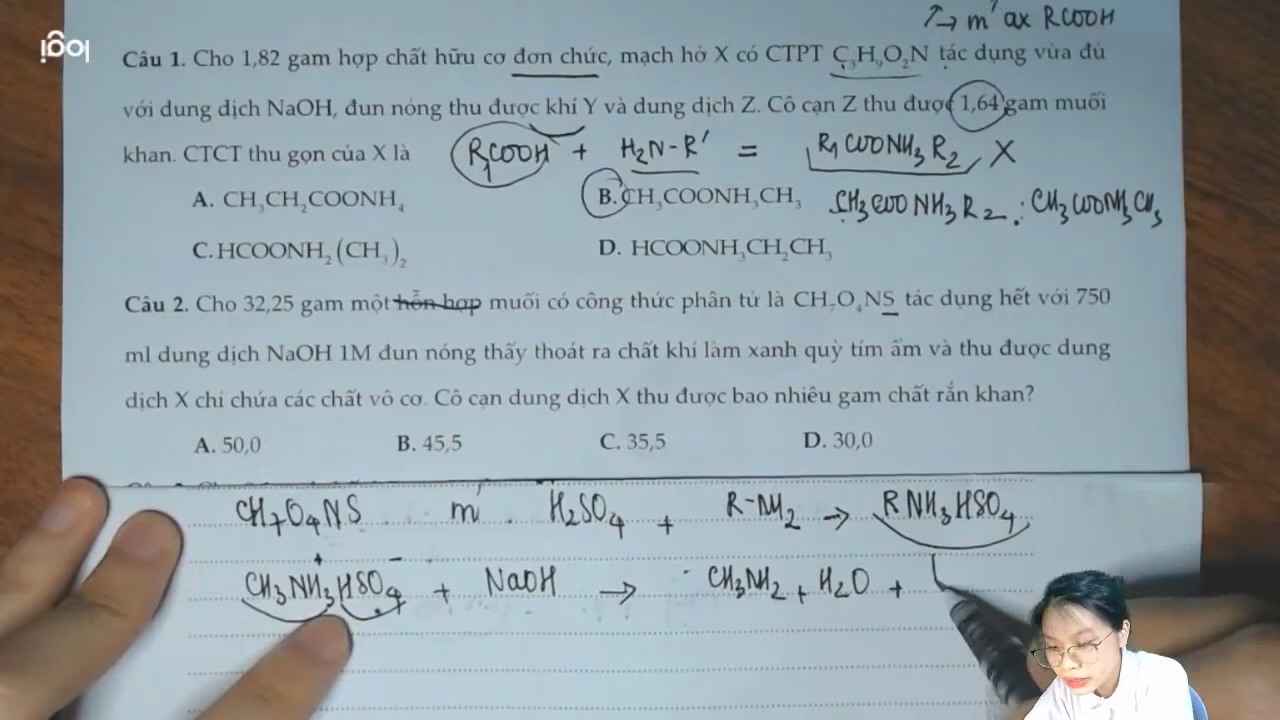 logi
↱→ m' ax RCOOH
Câu 1. Cho 1,82 gam hợp chất hữu cơ đơn chức, mạch hở X có CTPT C₃H₉O₂N tác dụng vừa đủ
với dung dịch NaOH, đun nóng thu được khí Y và dung dịch Z. Cô cạn Z thu được 1,64 gam muối
khan. CTCT thu gọn của X là
R₁COOH + H₂N-R' = R₁COONH₃R₂ X
A. CH₃CH₂COONH₄
B. CH₃COONH₃CH₃
CH₃COONH₃R₂ : CH₃COONH₃CH₃
C. HCOONH₂(CH₃)₂
D. HCOONH₃CH₂CH₃
Câu 2. Cho 32,25 gam một hỗn hợp muối có công thức phân tử là CH₇O₄NS tác dụng hết với 750
ml dung dịch NaOH 1M đun nóng thấy thoát ra chất khí làm xanh quỳ tím ẩm và thu được dung
dịch X chỉ chứa các chất vô cơ. Cô cạn dung dịch X thu được bao nhiêu gam chất rắn khan?
A. 50,0 B. 45,5 C. 35,5 D. 30,0
CH₇O₄NS m' H₂SO₄ + R-NH₂ → RNH₃HSO₄
CH₃NH₃⁺HSO₄⁻ + NaOH → CH₃NH₂ + H₂O +